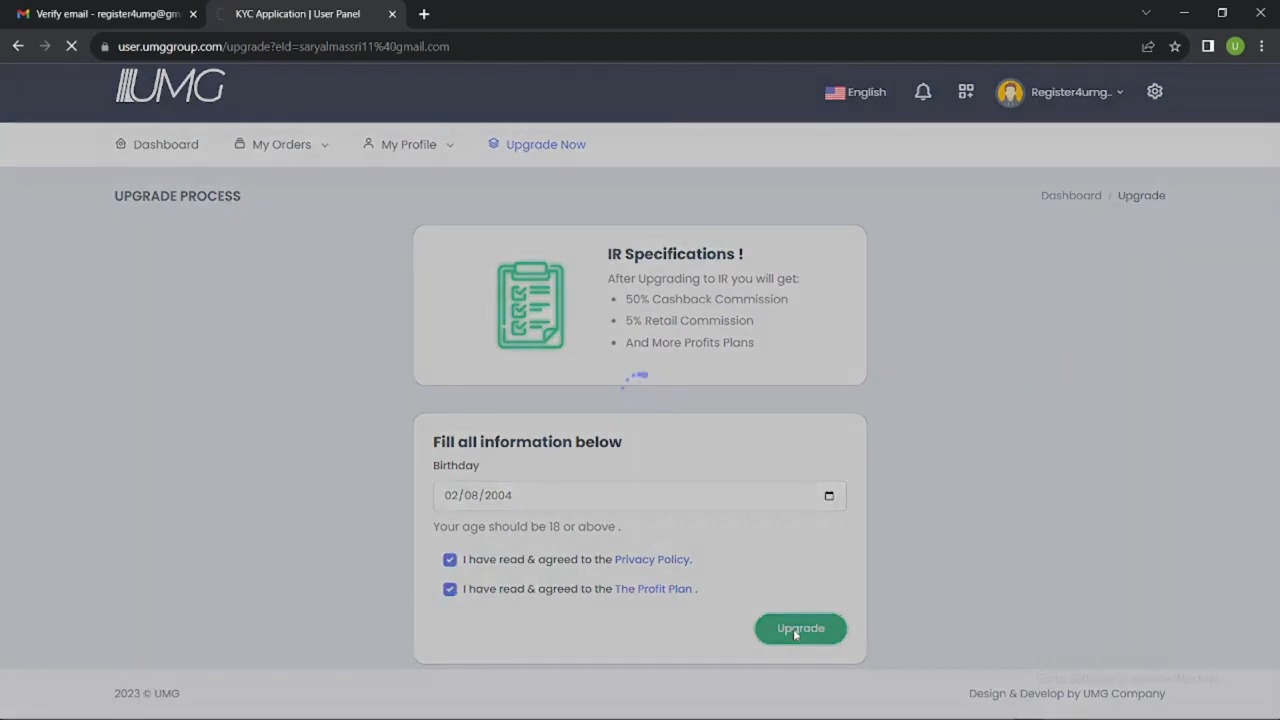 Verify email - register4umg@gm
KYC Application | User Panel
user.umggroup.com/upgrade?eId=saryalmassri11%40gmail.com
U
UMG
English
Register4umg..
Dashboard
My Orders
My Profile
Upgrade Now
UPGRADE PROCESS
Dashboard / Upgrade
IR Specifications !
After Upgrading to IR you will get:
• 50% Cashback Commission
• 5% Retail Commission
• And More Profits Plans
Fill all information below
Birthday
02/08/2004
Your age should be 18 or above .
I have read & agreed to the Privacy Policy.
I have read & agreed to the The Profit Plan .
Upgrade
2023 © UMG
Design & Develop by UMG Company